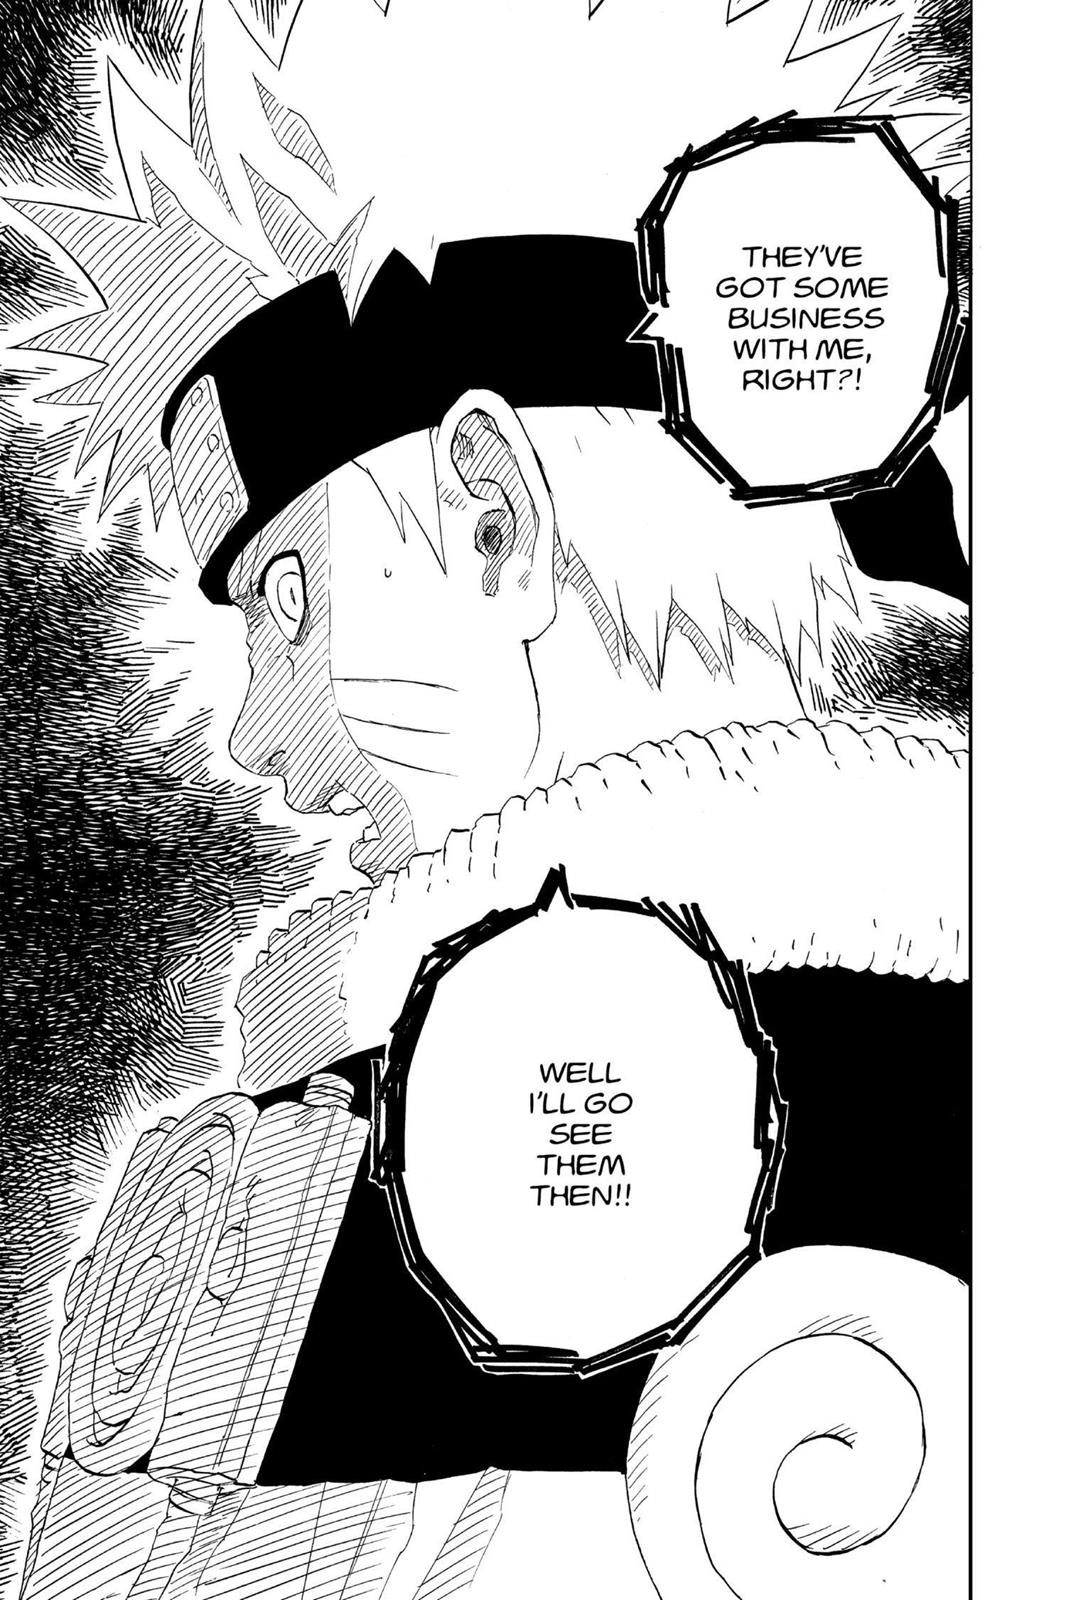 THEY'VE
GOT SOME
BUSINESS
WITH ME,
RIGHT?!
WELL
I'LL GO
SEE
THEM
THEN!!